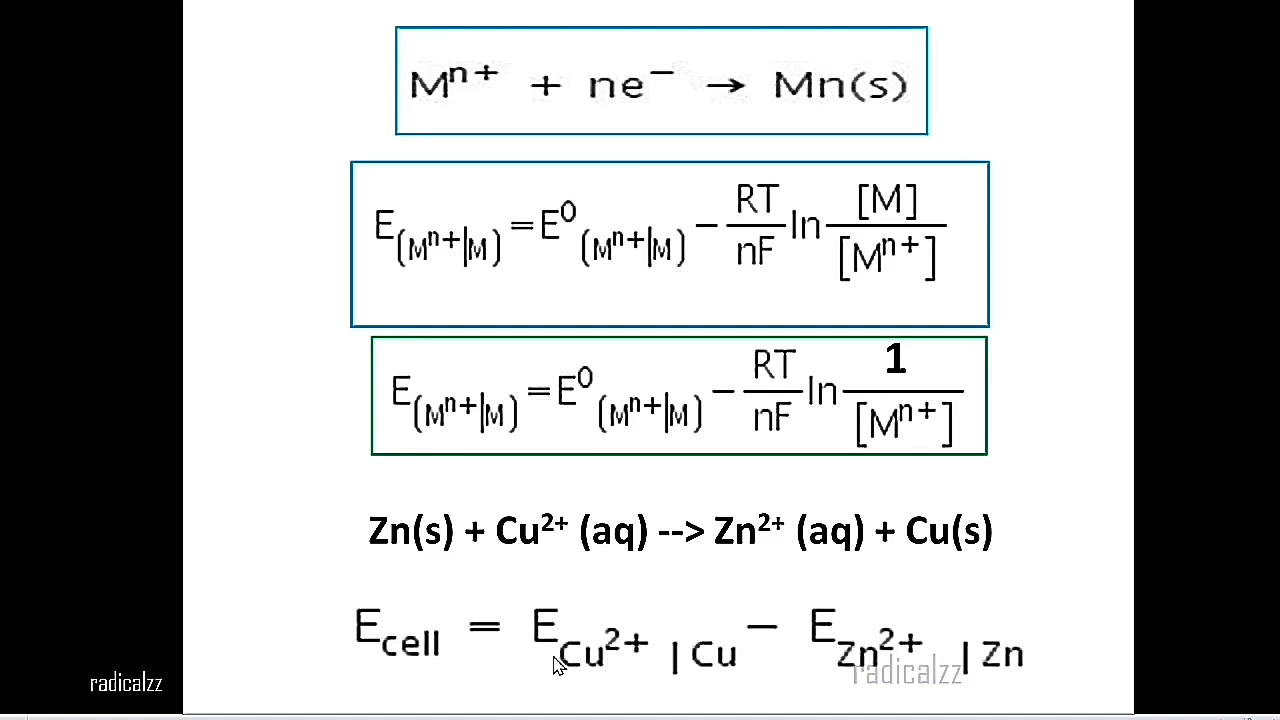 Mⁿ⁺ + ne⁻ → Mn(s)
E(Mⁿ⁺|M) = E⁰(Mⁿ⁺|M) − RT/nF ln [M]/[Mⁿ⁺]
E(Mⁿ⁺|M) = E⁰(Mⁿ⁺|M) − RT/nF ln 1/[Mⁿ⁺]
Zn(s) + Cu²⁺ (aq) --> Zn²⁺ (aq) + Cu(s)
Ecell = ECu²⁺ | Cu − EZn²⁺ | Zn
radicalzz
radicalzz